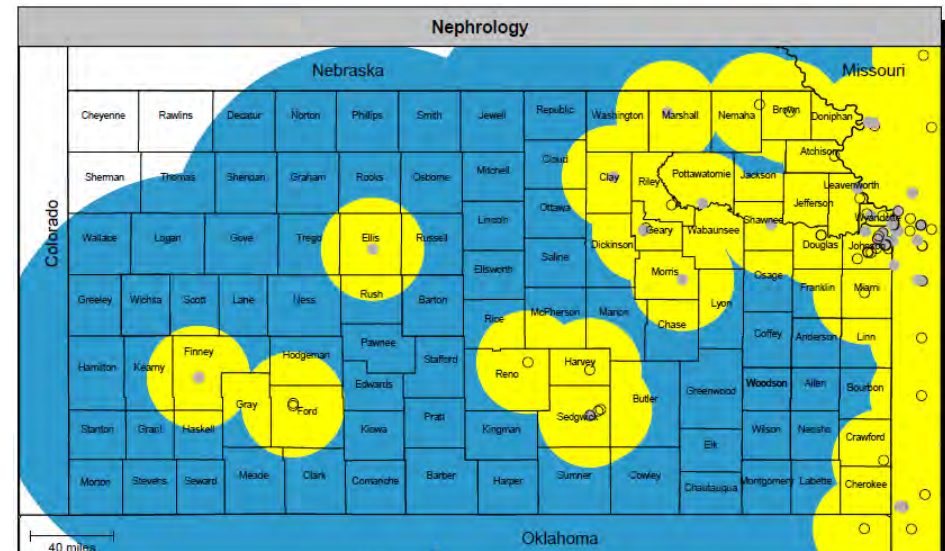 Nephrology
Nebraska
Missouri
Colorado
Cheyenne Rawlins Decatur Norton Phillips Smith Jewell Republic Washington Marshall Nemaha Brown Doniphan
Atchison
Sherman Thomas Sheridan Graham Rooks Osborne Mitchell Cloud Clay Riley Pottawatomie Jackson
Leavenworth
Jefferson
Wyandotte
Wallace Logan Gove Trego Ellis Russell Lincoln Ottawa Dickinson Geary Wabaunsee Shawnee Douglas Johnson
Saline
Ellsworth
Morris
Osage
Greeley Wichita Scott Lane Ness Rush Barton Rice McPherson Marion Chase Lyon Franklin Miami
Coffey Anderson Linn
Hamilton Kearny Finney Hodgeman Pawnee Stafford Reno Harvey
Edwards
Gray Ford Sedgwick Butler Greenwood Woodson Allen Bourbon
Stanton Grant Haskell Kiowa Pratt Kingman Elk Wilson Neosho Crawford
Morton Stevens Seward Meade Clark Comanche Barber Harper Sumner Cowley Chautauqua Montgomery Labette Cherokee
Oklahoma
40 miles